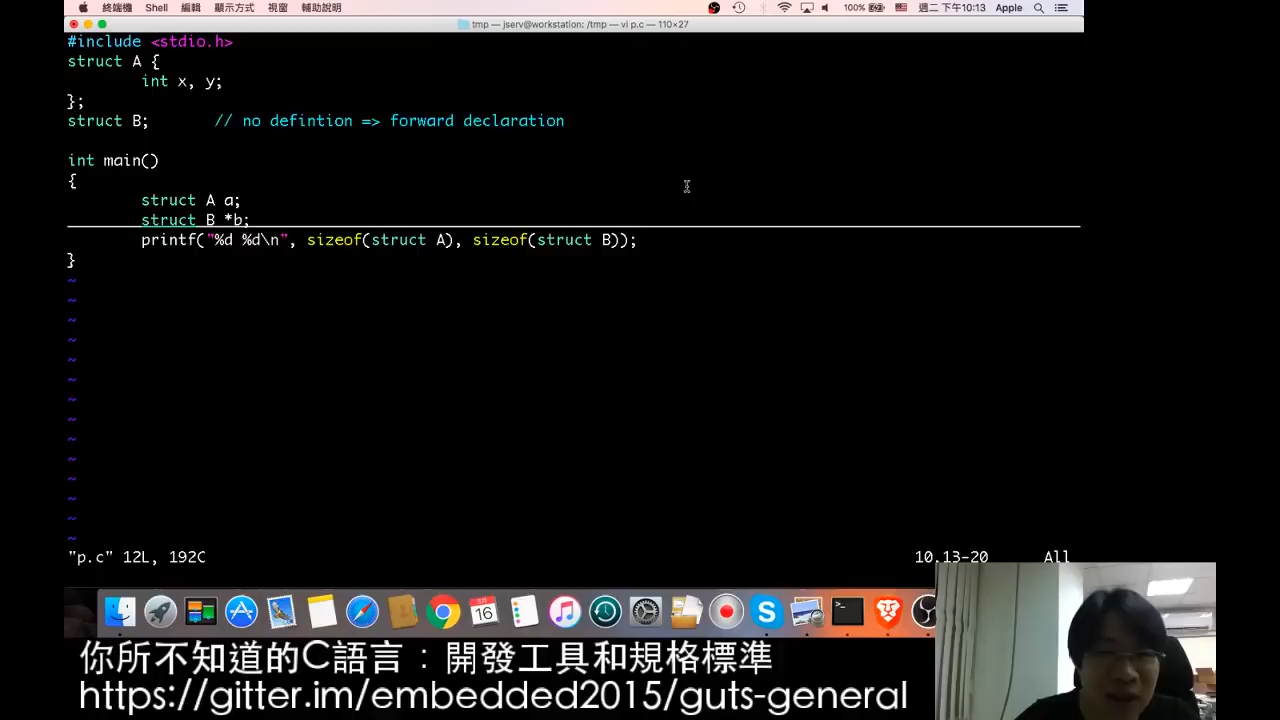 終端機 Shell 編輯 顯示方式 視窗 輔助說明 100% 週二 下午10:13 Apple
tmp — jserv@workstation: /tmp — vi p.c — 110×27
#include <stdio.h>
struct A {
int x, y;
};
struct B; // no defintion => forward declaration
int main()
{
struct A a;
struct B *b;
printf("%d %d\n", sizeof(struct A), sizeof(struct B));
}
~
~
~
~
~
~
~
~
~
~
~
~
~
~
"p.c" 12L, 192C 10,13-20 All
16
你所不知道的C語言：開發工具和規格標準
https://gitter.im/embedded2015/guts-general